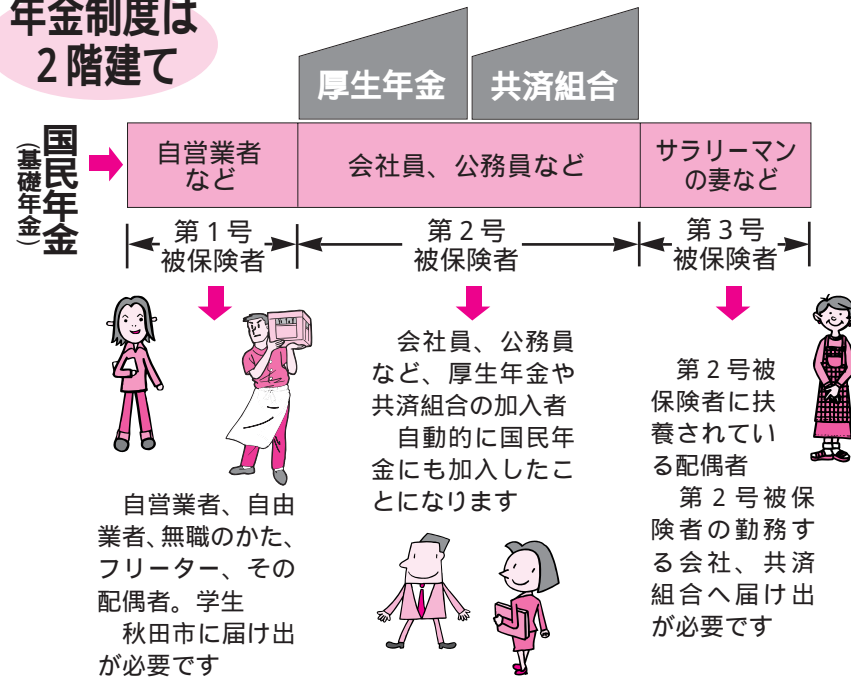 年金制度は
2階建て
厚生年金
共済組合
国民年金
(基礎年金)
自営業者
など
会社員、公務員など
サラリーマン
の妻など
第1号
被保険者
第2号
被保険者
第3号
被保険者
自営業者、自由
業者、無職のかた、
フリーター、その
配偶者。学生
秋田市に届け出
が必要です
会社員、公務員
など、厚生年金や
共済組合の加入者
自動的に国民年
金にも加入したこ
とになります
第2号被
保険者に扶
養されてい
る配偶者
第2号被保
険者の勤務す
る会社、共済
組合へ届け出
が必要です